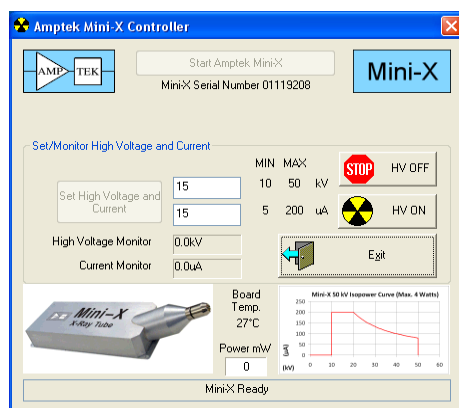 Amptek Mini-X Controller
AMP TEK
Start Amptek Mini-X
Mini-X Serial Number 01119208
Mini-X
Set/Monitor High Voltage and Current
MIN MAX
Set High Voltage and
Current
15
10 50 kV
15
5 200 uA
STOP HV OFF
HV ON
High Voltage Monitor 0.0kV
Current Monitor 0.0uA
Exit
Mini-X
X-Ray Tube
Board
Temp.
27°C
Power mW
0
Mini-X 50 kV Isopower Curve (Max. 4 Watts)
250
200
150
100
50
0
(μA)
(kV)
0 10 20 30 40 50 60
Mini-X Ready